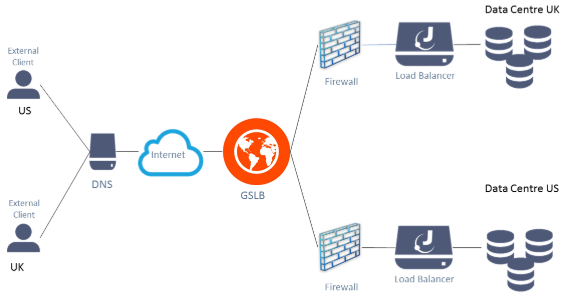 Data Centre UK
External
Client
US
Firewall
Load Balancer
DNS
Internet
GSLB
Data Centre US
External
Client
UK
Firewall
Load Balancer